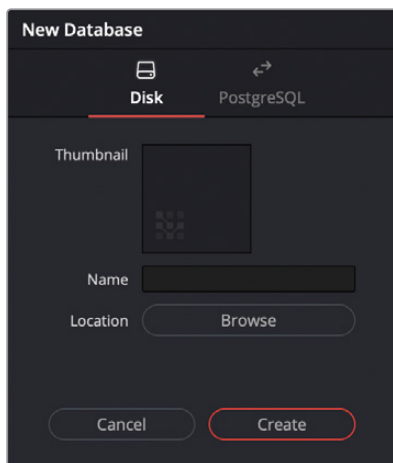 New Database
Disk PostgreSQL
Thumbnail
Name
Location Browse
Cancel Create